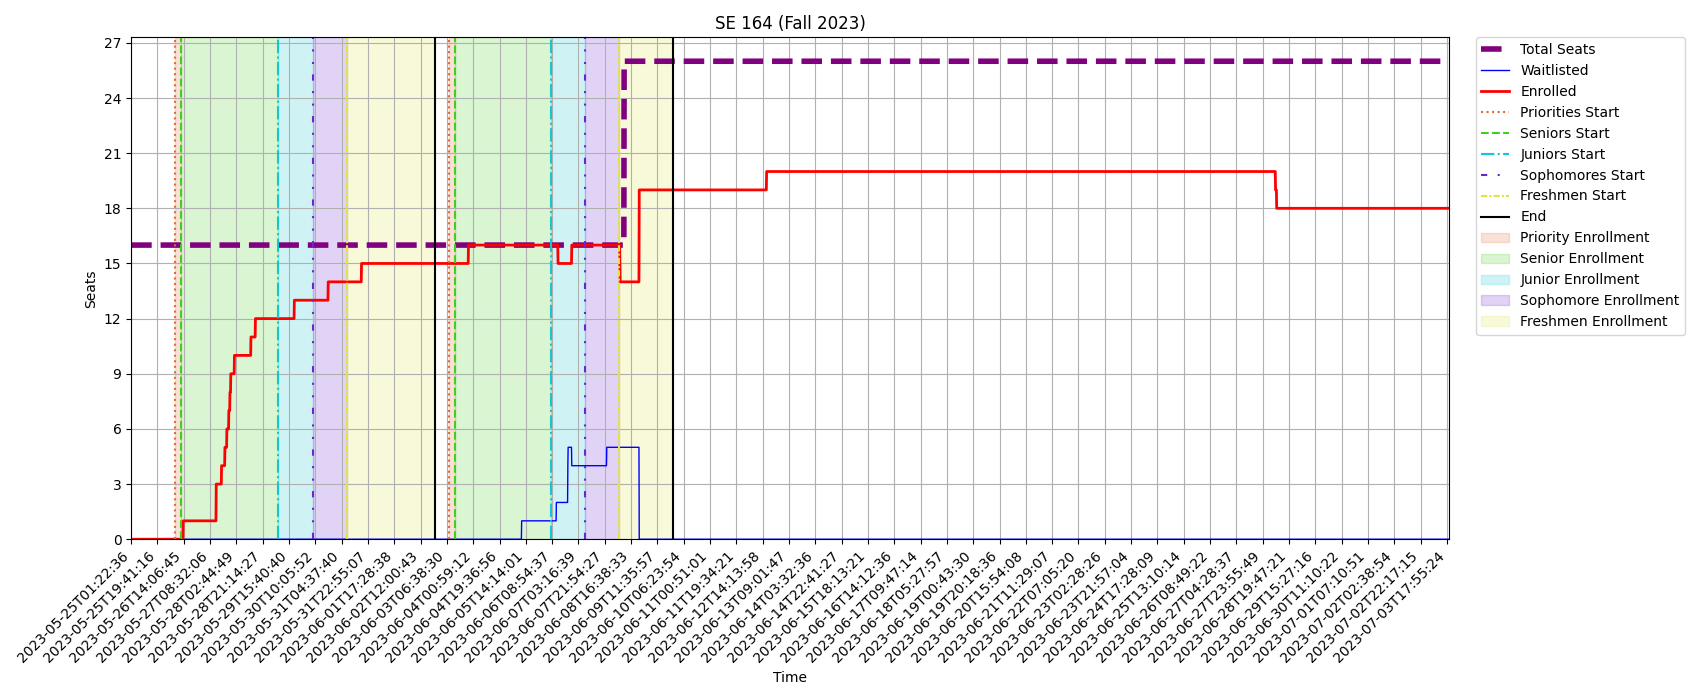 SE 164 (Fall 2023)
27
24
21
18
15
12
9
6
3
0
Seats
2023-05-25T01:22:36
2023-05-25T19:41:16
2023-05-26T14:06:45
2023-05-27T08:32:06
2023-05-28T02:44:49
2023-05-28T21:14:27
2023-05-29T15:40:40
2023-05-30T10:05:52
2023-05-31T04:37:40
2023-05-31T22:55:07
2023-06-01T17:28:38
2023-06-02T12:00:43
2023-06-03T06:38:30
2023-06-04T00:59:12
2023-06-04T19:36:56
2023-06-05T14:14:01
2023-06-06T08:54:37
2023-06-07T03:16:39
2023-06-07T21:54:27
2023-06-08T16:38:33
2023-06-09T11:35:57
2023-06-10T06:23:54
2023-06-11T00:51:01
2023-06-11T19:34:21
2023-06-12T14:13:58
2023-06-13T09:01:47
2023-06-14T03:32:36
2023-06-14T22:41:27
2023-06-15T18:13:21
2023-06-16T14:12:36
2023-06-17T09:47:14
2023-06-18T05:27:57
2023-06-19T00:43:30
2023-06-19T20:18:36
2023-06-20T15:54:08
2023-06-21T11:29:07
2023-06-22T07:05:20
2023-06-23T02:28:26
2023-06-23T21:57:04
2023-06-24T17:28:09
2023-06-25T13:10:14
2023-06-26T08:49:22
2023-06-27T04:28:37
2023-06-27T23:55:49
2023-06-28T19:47:21
2023-06-29T15:27:16
2023-06-30T11:10:22
2023-07-01T07:10:51
2023-07-02T02:38:54
2023-07-02T22:17:15
2023-07-03T17:55:24
Time
Total Seats
Waitlisted
Enrolled
Priorities Start
Seniors Start
Juniors Start
Sophomores Start
Freshmen Start
End
Priority Enrollment
Senior Enrollment
Junior Enrollment
Sophomore Enrollment
Freshmen Enrollment